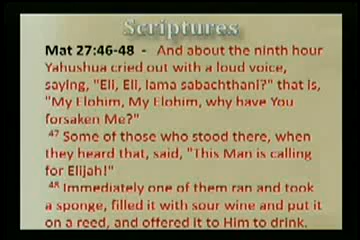 Scriptures
Mat 27:46-48 - And about the ninth hour
Yahushua cried out with a loud voice,
saying, "Eli, Eli, lama sabachthani?" that is,
"My Elohim, My Elohim, why have You
forsaken Me?"
47 Some of those who stood there, when
they heard that, said, "This Man is calling
for Elijah!"
48 Immediately one of them ran and took
a sponge, filled it with sour wine and put it
on a reed, and offered it to Him to drink.